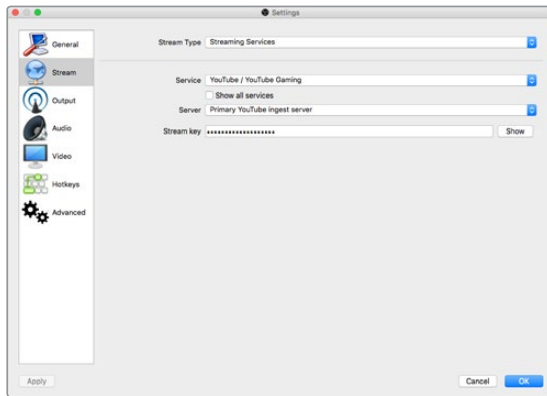 Settings
General
Stream
Output
Audio
Video
Hotkeys
Advanced
Stream Type Streaming Services
Service YouTube / YouTube Gaming
Show all services
Server Primary YouTube ingest server
Stream key ******************* Show
Apply Cancel OK